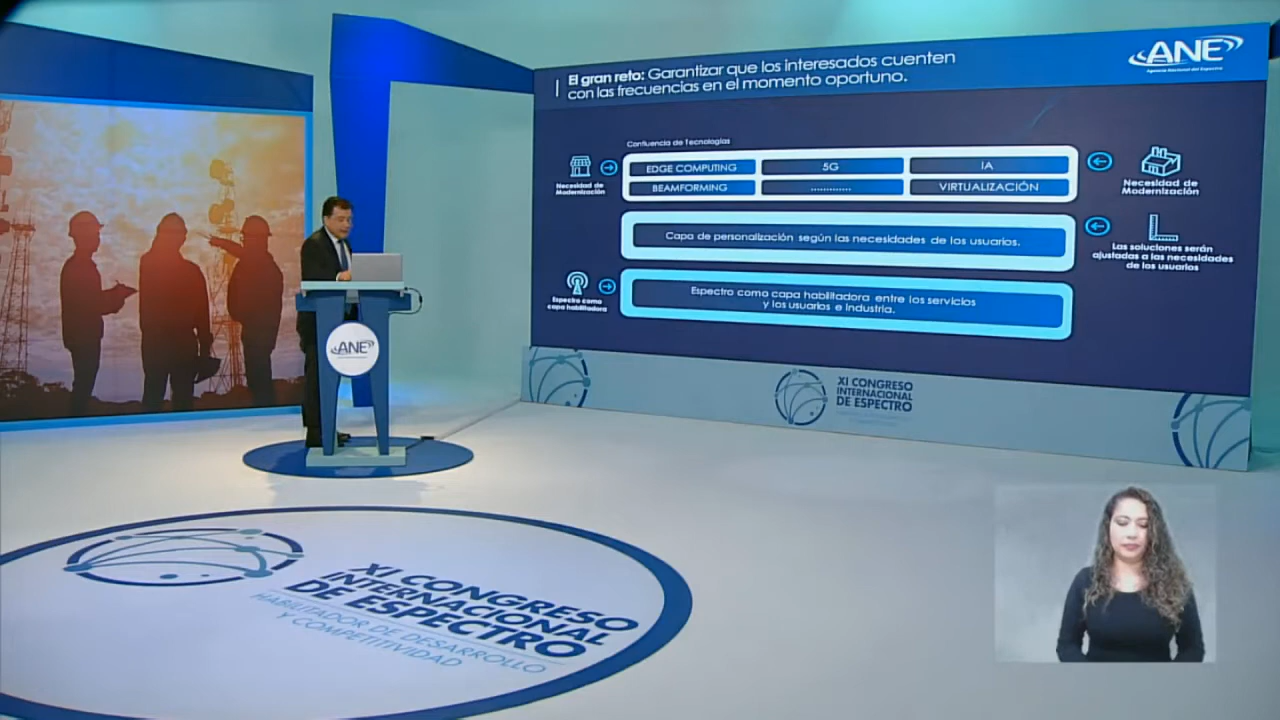 El gran reto: Garantizar que los interesados cuenten
con las frecuencias en el momento oportuno.
ANE
Agencia Nacional del Espectro
Confluencia de Tecnologías
EDGE COMPUTING
5G
IA
BEAMFORMING
.............
VIRTUALIZACIÓN
Necesidad de
Modernización
Necesidad de
Modernización
Capa de personalización según las necesidades de los usuarios.
Las soluciones serán
ajustadas a las necesidades
de los usuarios
Espectro como
capa habilitadora
Espectro como capa habilitadora entre los servicios
y los usuarios e industria.
ANE
XI CONGRESO
INTERNACIONAL
DE ESPECTRO
XI CONGRESO
INTERNACIONAL
DE ESPECTRO
HABILITADOR DE DESARROLLO
Y COMPETITIVIDAD